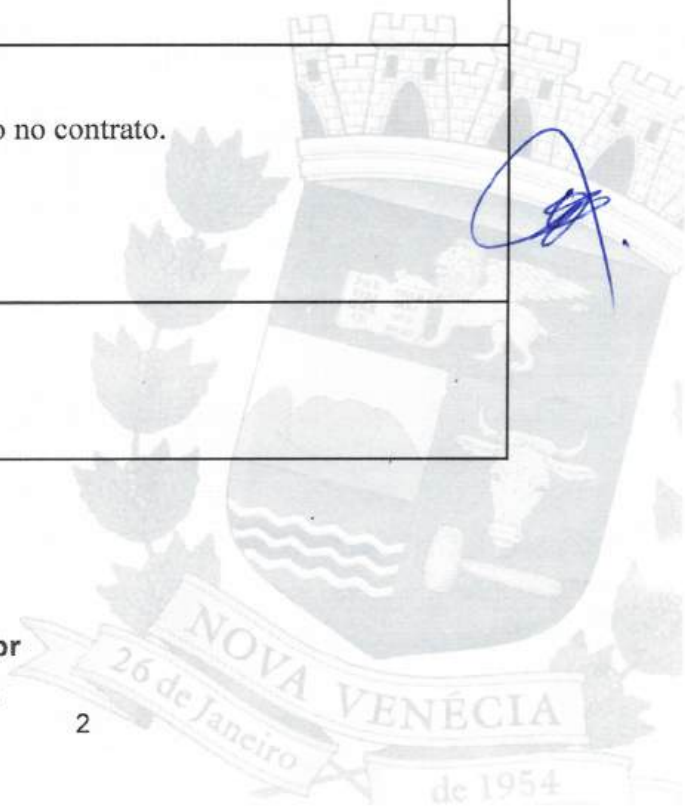 o no contrato.
or
2
NOVA VENÉCIA
26 de Janeiro
de 1954